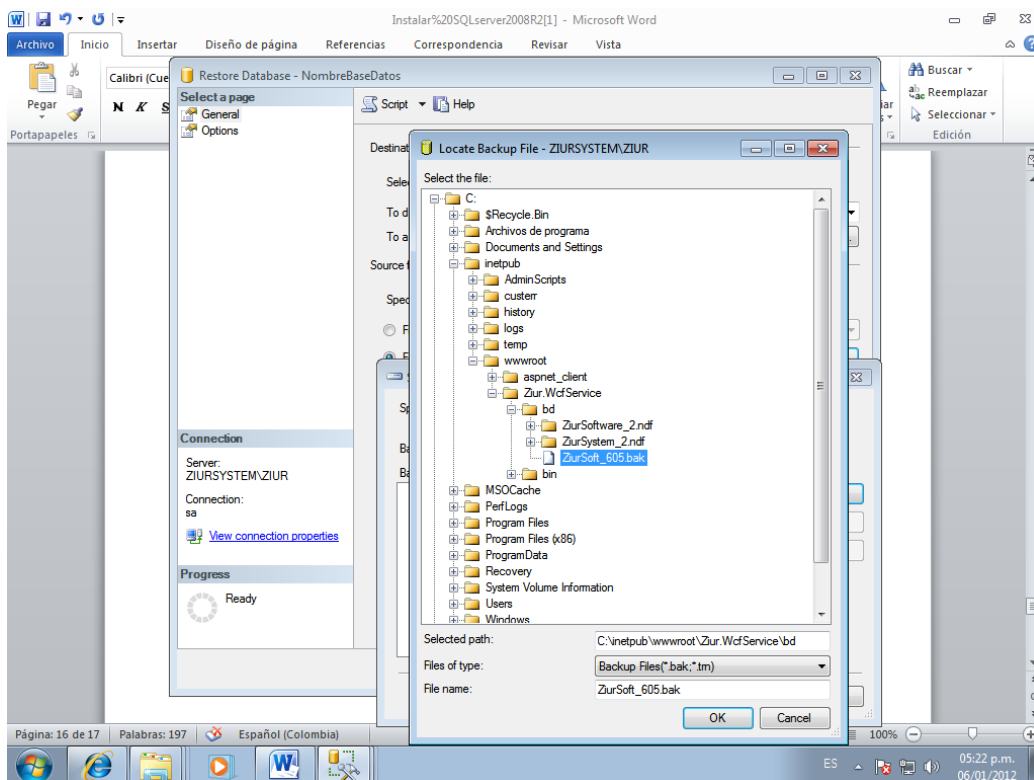 Instalar%20SQLserver2008R2[1] - Microsoft Word
Archivo Inicio Insertar Diseño de página Referencias Correspondencia Revisar Vista
Pegar
Portapapeles
Calibri (Cue
N K S
Buscar
Reemplazar
Seleccionar
Edición
Restore Database - NombreBaseDatos
Select a page
General
Options
Script Help
Connection
Server:
ZIURSYSTEM\ZIUR
Connection:
sa
View connection properties
Progress
Ready
Locate Backup File - ZIURSYSTEM\ZIUR
Select the file:
C:
$Recycle.Bin
Archivos de programa
Documents and Settings
inetpub
AdminScripts
custerr
history
logs
temp
wwwroot
aspnet_client
Ziur.WcfService
bd
ZiurSoftware_2.ndf
ZiurSystem_2.ndf
ZiurSoft_605.bak
bin
MSOCache
PerfLogs
Program Files
Program Files (x86)
ProgramData
Recovery
System Volume Information
Users
Windows
Selected path: C:\inetpub\wwwroot\Ziur.WcfService\bd
Files of type: Backup Files(*.bak;*.trn)
File name: ZiurSoft_605.bak
OK Cancel
Página: 16 de 17 Palabras: 197 Español (Colombia) 100%
ES 05:22 p.m.
06/01/2012